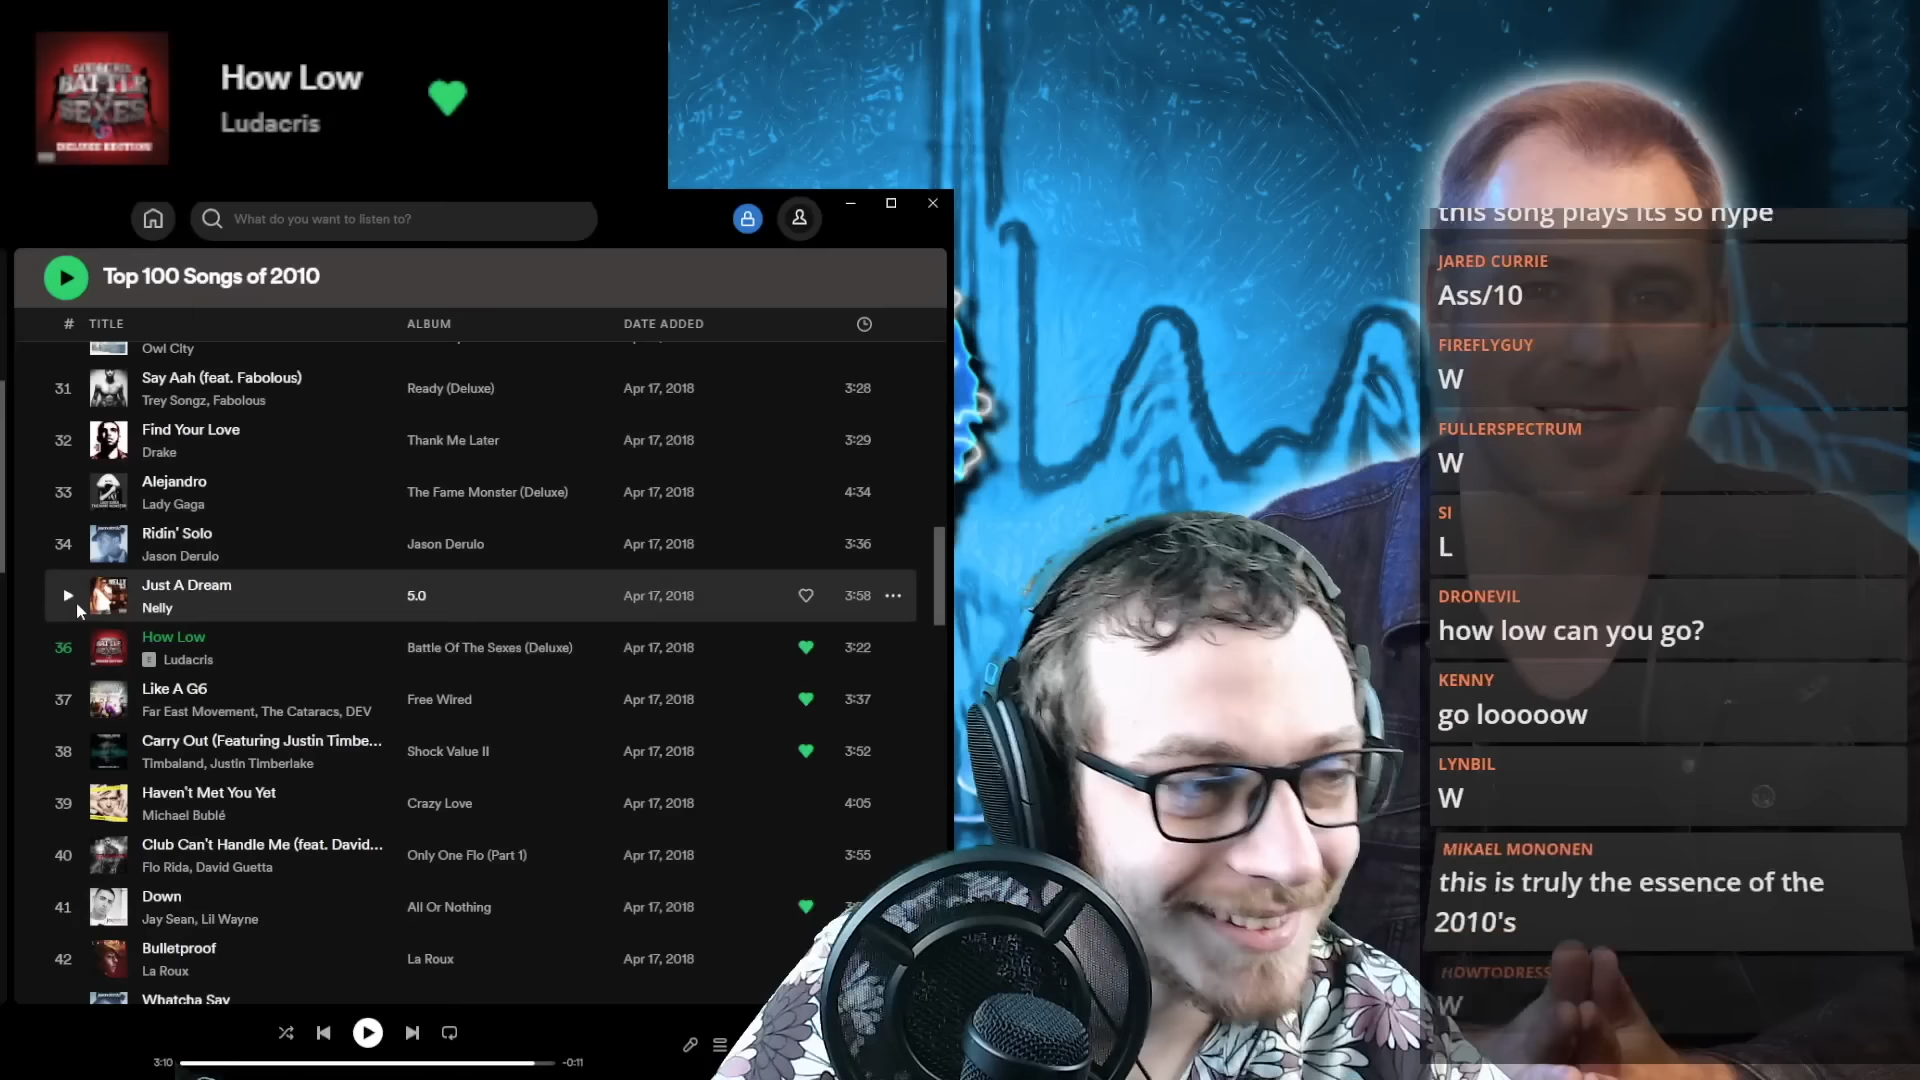 How Low
Ludacris
BATTLE
SEXES
DELUXE EDITION
What do you want to listen to?
Top 100 Songs of 2010
# TITLE ALBUM DATE ADDED
Owl City
31 Say Aah (feat. Fabolous) Ready (Deluxe) Apr 17, 2018 3:28
Trey Songz, Fabolous
32 Find Your Love Thank Me Later Apr 17, 2018 3:29
Drake
33 Alejandro The Fame Monster (Deluxe) Apr 17, 2018 4:34
Lady Gaga
34 Ridin' Solo Jason Derulo Apr 17, 2018 3:36
Jason Derulo
Just A Dream 5.0 Apr 17, 2018 3:58
Nelly
36 How Low Battle Of The Sexes (Deluxe) Apr 17, 2018 3:22
E Ludacris
37 Like A G6 Free Wired Apr 17, 2018 3:37
Far East Movement, The Cataracs, DEV
38 Carry Out (Featuring Justin Timbe... Shock Value II Apr 17, 2018 3:52
Timbaland, Justin Timberlake
39 Haven't Met You Yet Crazy Love Apr 17, 2018 4:05
Michael Bublé
40 Club Can't Handle Me (feat. David... Only One Flo (Part 1) Apr 17, 2018 3:55
Flo Rida, David Guetta
41 Down All Or Nothing Apr 17, 2018
Jay Sean, Lil Wayne
42 Bulletproof La Roux Apr 17, 2018
La Roux
Whatcha Say
3:10 -0:11
this song plays its so hype
JARED CURRIE
Ass/10
FIREFLYGUY
W
FULLERSPECTRUM
W
SI
L
DRONEVIL
how low can you go?
KENNY
go looooow
LYNBIL
W
MIKAEL MONONEN
this is truly the essence of the
2010's
HOWTODRESS
W